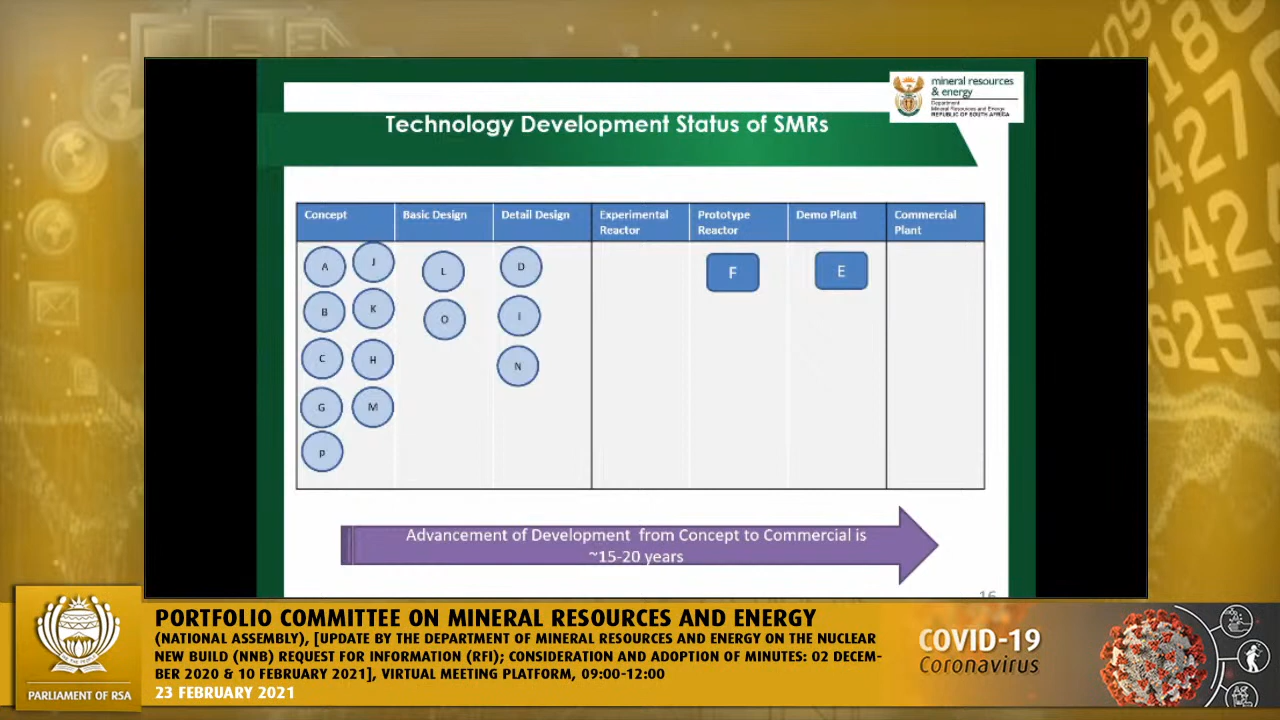 mineral resources
& energy
Department:
Mineral Resources and Energy
REPUBLIC OF SOUTH AFRICA
Technology Development Status of SMRs
Concept
Basic Design
Detail Design
Experimental
Reactor
Prototype
Reactor
Demo Plant
Commercial
Plant
A
J
B
K
C
H
G
M
P
L
O
D
I
N
F
E
Advancement of Development from Concept to Commercial is
~15-20 years
16
PORTFOLIO COMMITTEE ON MINERAL RESOURCES AND ENERGY
(NATIONAL ASSEMBLY), [UPDATE BY THE DEPARTMENT OF MINERAL RESOURCES AND ENERGY ON THE NUCLEAR
NEW BUILD (NNB) REQUEST FOR INFORMATION (RFI); CONSIDERATION AND ADOPTION OF MINUTES: 02 DECEM-
BER 2020 & 10 FEBRUARY 2021], VIRTUAL MEETING PLATFORM, 09:00-12:00
23 FEBRUARY 2021
PARLIAMENT OF RSA
COVID-19
Coronavirus